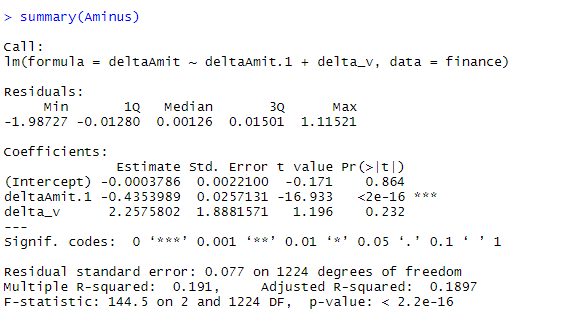 > summary(Aminus)
Call:
lm(formula = deltaAmit ~ deltaAmit.1 + delta_v, data = finance)
Residuals:
     Min       1Q   Median       3Q      Max
-1.98727 -0.01280  0.00126  0.01501  1.11521
Coefficients:
              Estimate Std. Error t value Pr(>|t|)
(Intercept) -0.0003786  0.0022100  -0.171    0.864
deltaAmit.1 -0.4353989  0.0257131 -16.933   <2e-16 ***
delta_v      2.2575802  1.8881571   1.196    0.232
---
Signif. codes:  0 ‘***’ 0.001 ‘**’ 0.01 ‘*’ 0.05 ‘.’ 0.1 ‘ ’ 1
Residual standard error: 0.077 on 1224 degrees of freedom
Multiple R-squared:  0.191,     Adjusted R-squared:  0.1897
F-statistic: 144.5 on 2 and 1224 DF,  p-value: < 2.2e-16